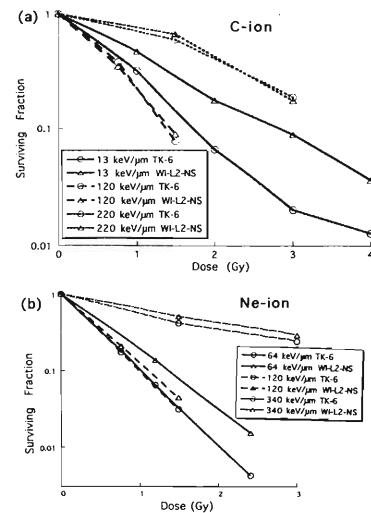 (a)
C-ion
1
0.1
0.01
Surviving Fraction
13 keV/μm TK-6
13 keV/μm WI-L2-NS
120 keV/μm TK-6
120 keV/μm WI-L2-NS
220 keV/μm TK-6
220 keV/μm WI-L2-NS
0 1 2 3 4
Dose (Gy)
(b)
Ne-ion
1
0.1
0.01
Surviving Fraction
64 keV/μm TK-6
64 keV/μm WI-L2-NS
120 keV/μm TK-6
120 keV/μm WI-L2-NS
340 keV/μm TK-6
340 keV/μm WI-L2-NS
0 1 2 3
Dose (Gy)